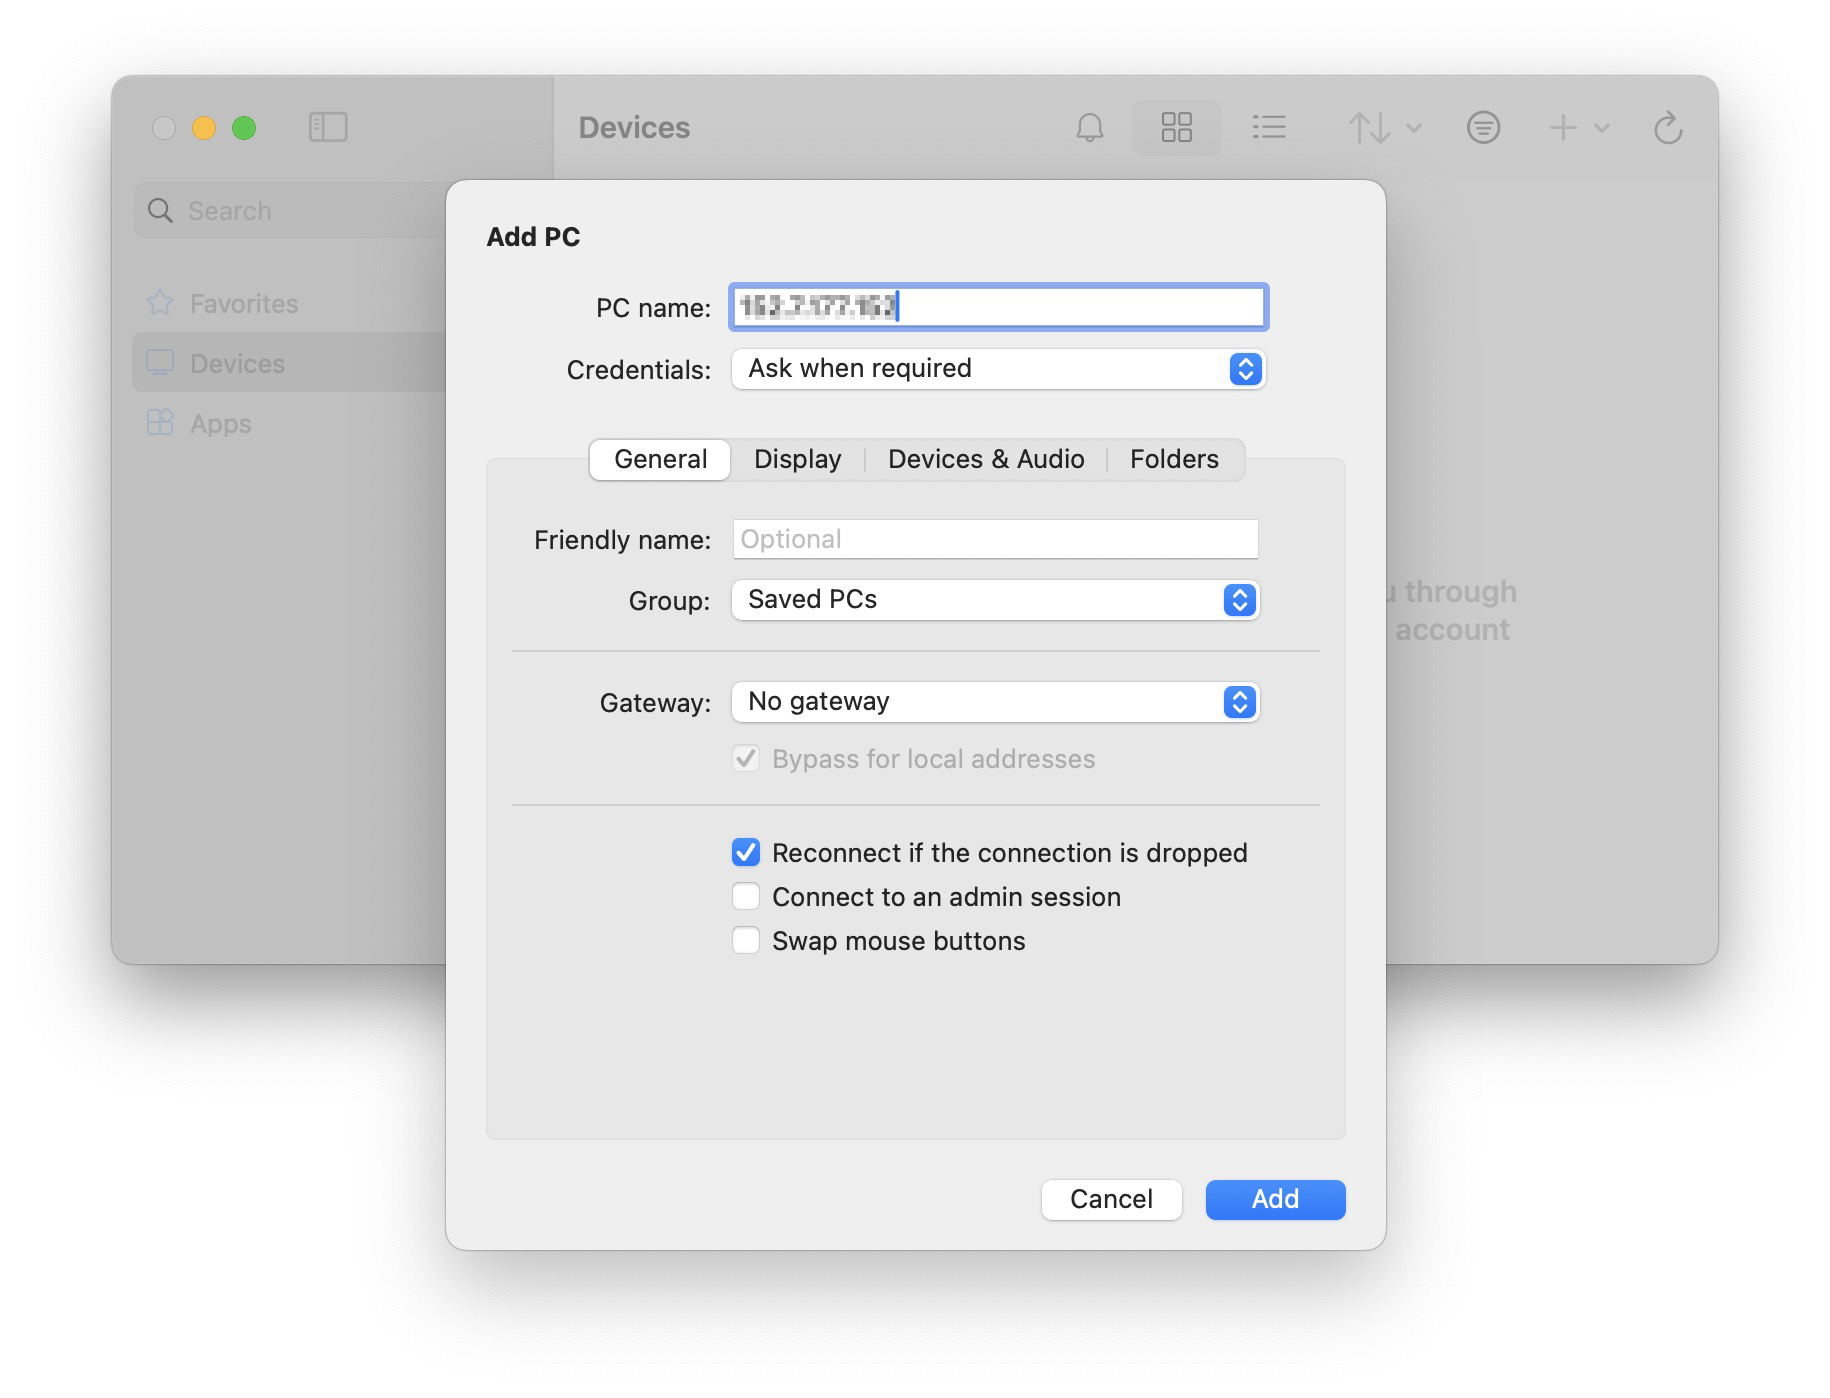 Devices
Search
Favorites
Devices
Apps
through
account
Add PC
PC name:
Credentials: Ask when required
General Display Devices & Audio Folders
Friendly name: Optional
Group: Saved PCs
Gateway: No gateway
Bypass for local addresses
Reconnect if the connection is dropped
Connect to an admin session
Swap mouse buttons
Cancel Add